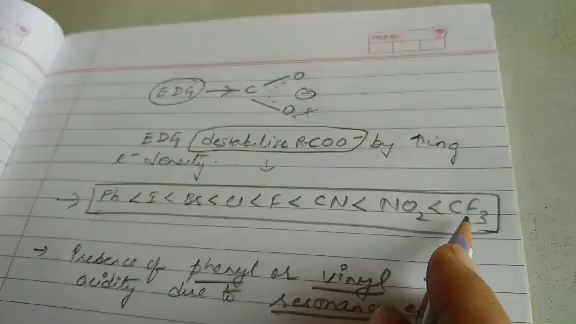 EDG → C O
⊖
O
EDG destabilise R-COO⁻ by ↑ing
e⁻ density. ↓
→ Ph < I < Br < Cl < F < CN < NO₂ < CF₃
→ Presence of phenyl or vinyl
acidity due to resonance